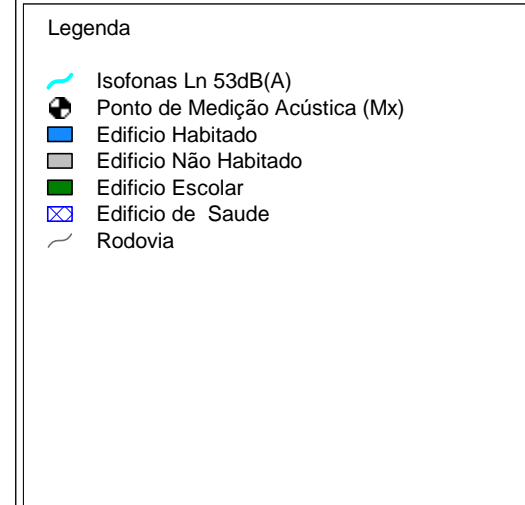 Legenda
Isofonas Ln 53dB(A)
Ponto de Medição Acústica (Mx)
Edificio Habitado
Edificio Não Habitado
Edificio Escolar
Edificio de Saude
Rodovia